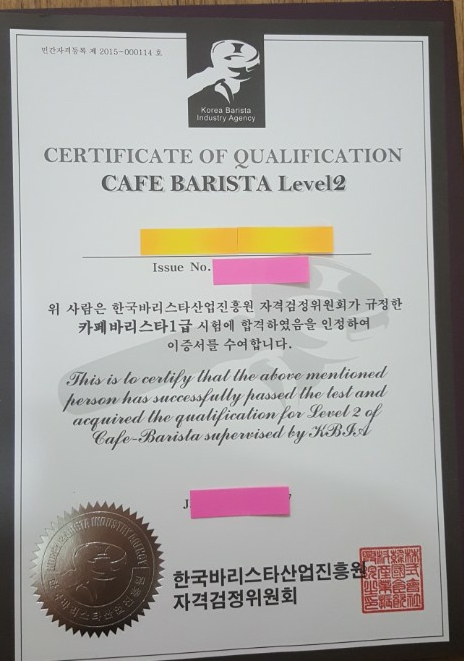 민간자격등록 제 2015-000114 호
Korea Barista
Industry Agency
CERTIFICATE OF QUALIFICATION
CAFE BARISTA Level2
Issue No.
위 사람은 한국바리스타산업진흥원 자격검정위원회가 규정한
카페바리스타1급 시험에 합격하였음을 인정하여
이증서를 수여합니다.
This is to certify that the above mentioned
person has successfully passed the test and
acquired the qualification for Level 2 of
Cafe-Barista supervised by KBIA
J 7
KOREA BARISTA INDUSTRY AGENCY
한국바리스타산업진흥원
자격검정위원회